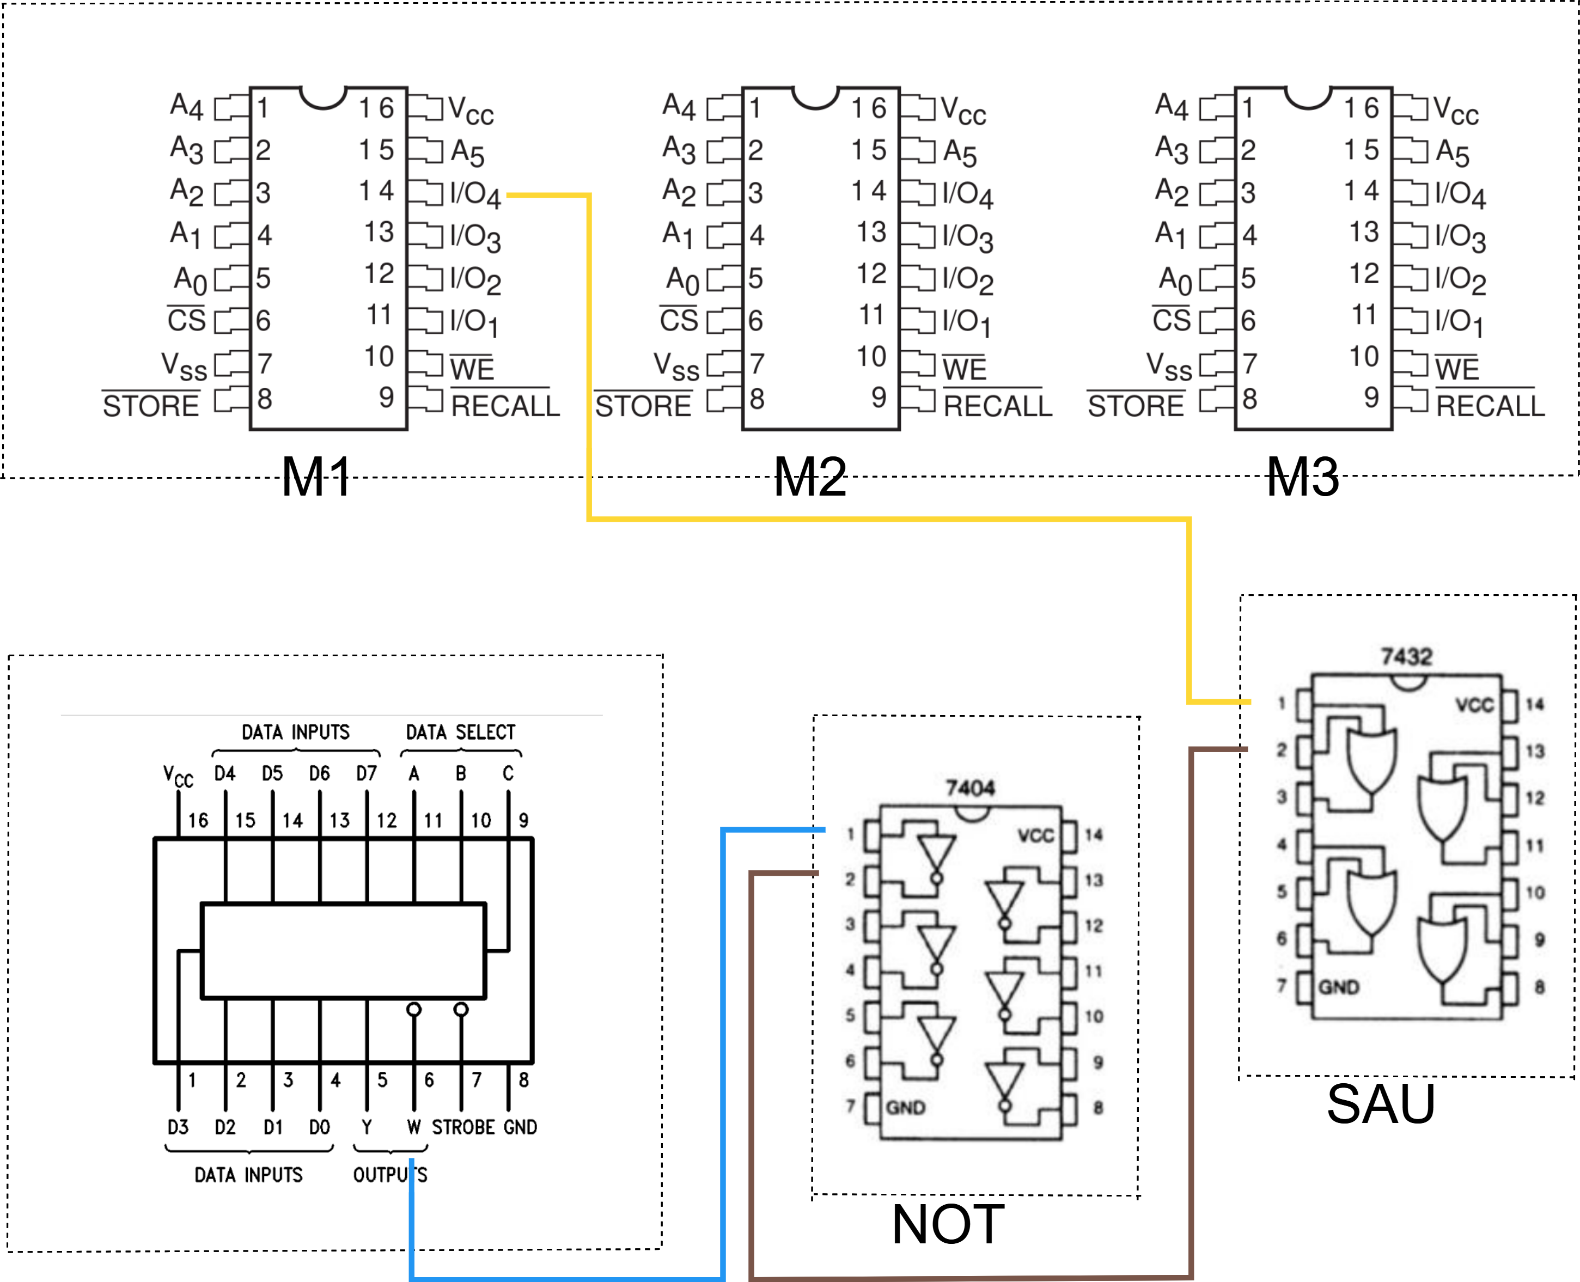 A4 1 16 VCC
A3 2 15 A5
A2 3 14 I/O4
A1 4 13 I/O3
A0 5 12 I/O2
CS 6 11 I/O1
VSS 7 10 WE
STORE 8 9 RECALL
M1
A4 1 16 VCC
A3 2 15 A5
A2 3 14 I/O4
A1 4 13 I/O3
A0 5 12 I/O2
CS 6 11 I/O1
VSS 7 10 WE
STORE 8 9 RECALL
M2
A4 1 16 VCC
A3 2 15 A5
A2 3 14 I/O4
A1 4 13 I/O3
A0 5 12 I/O2
CS 6 11 I/O1
VSS 7 10 WE
STORE 8 9 RECALL
M3
DATA INPUTS DATA SELECT
VCC D4 D5 D6 D7 A B C
16 15 14 13 12 11 10 9
1 2 3 4 5 6 7 8
D3 D2 D1 D0 Y W STROBE GND
DATA INPUTS OUTPUTS
7404
1 VCC 14
2 13
3 12
4 11
5 10
6 9
7 GND 8
NOT
7432
1 VCC 14
2 13
3 12
4 11
5 10
6 9
7 GND 8
SAU